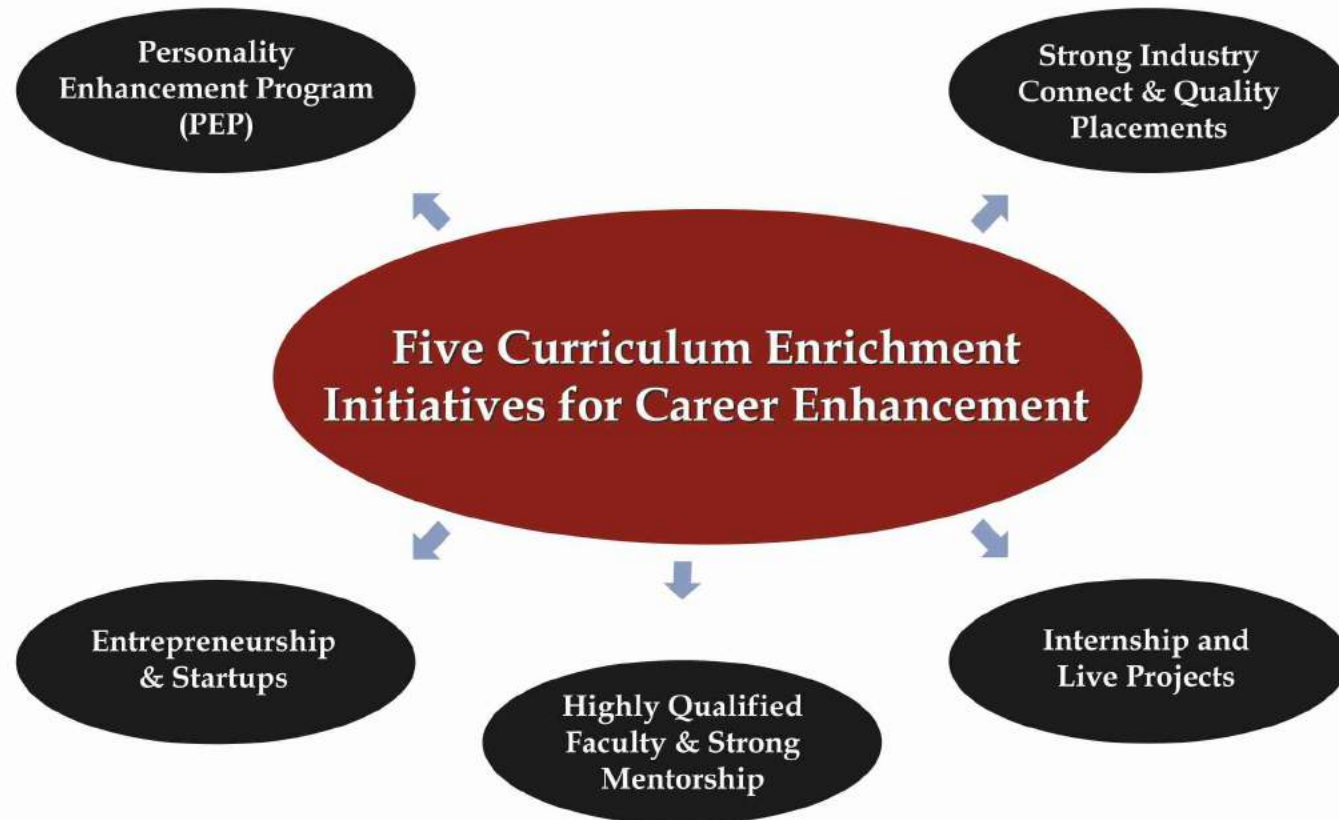 Personality
Enhancement Program
(PEP)
Strong Industry
Connect & Quality
Placements
Five Curriculum Enrichment
Initiatives for Career Enhancement
Entrepreneurship
& Startups
Highly Qualified
Faculty & Strong
Mentorship
Internship and
Live Projects